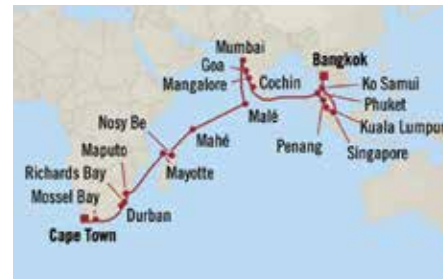 Mumbai
Goa
Mangalore
Cochin
Bangkok
Ko Samui
Phuket
Kuala Lumpur
Penang
Singapore
Malé
Nosy Be
Mahé
Maputo
Mayotte
Richards Bay
Mossel Bay
Durban
Cape Town